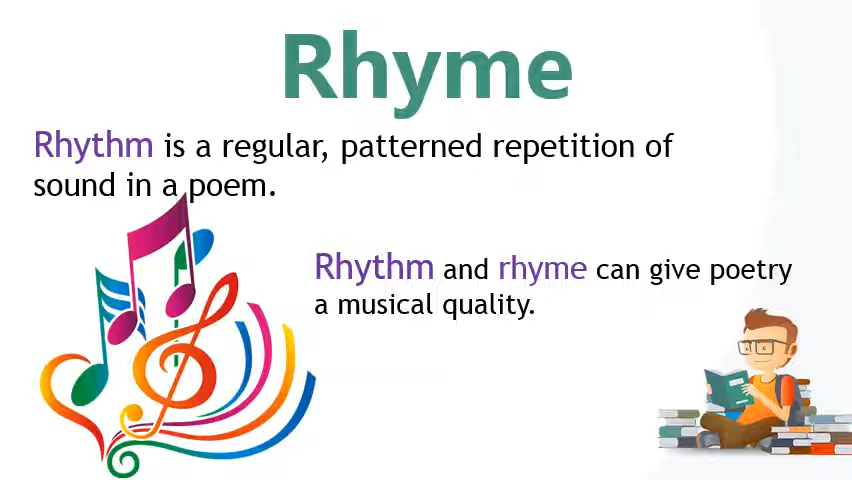 Rhyme
Rhythm is a regular, patterned repetition of
sound in a poem.
Rhythm and rhyme can give poetry
a musical quality.